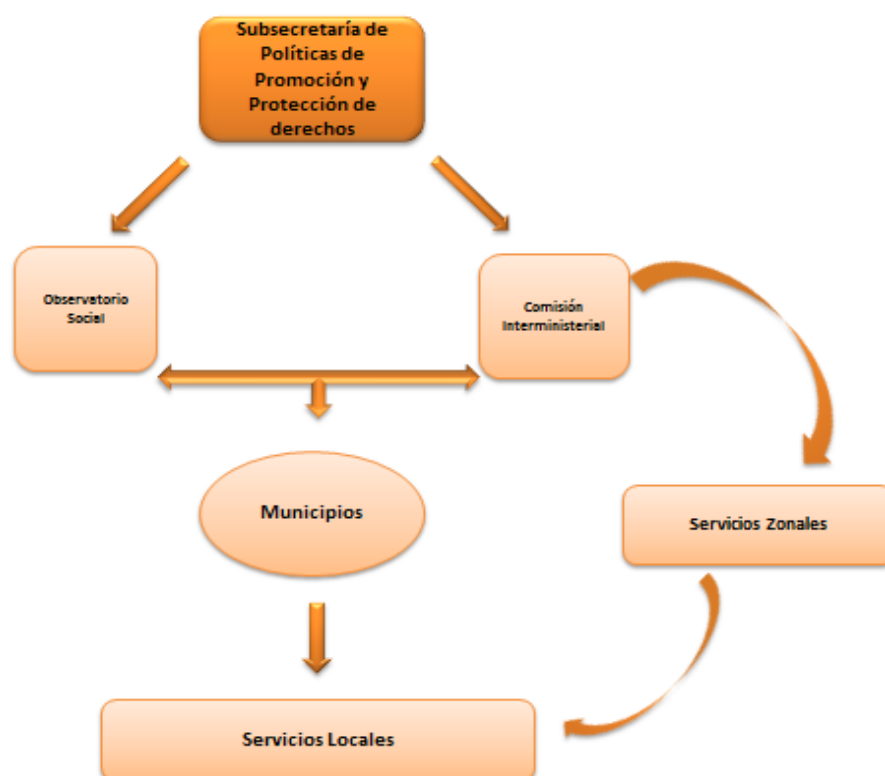 Subsecretaría de
Políticas de
Promoción y
Protección de
derechos
Observatorio
Social
Comisión
Interministerial
Municipios
Servicios Zonales
Servicios Locales